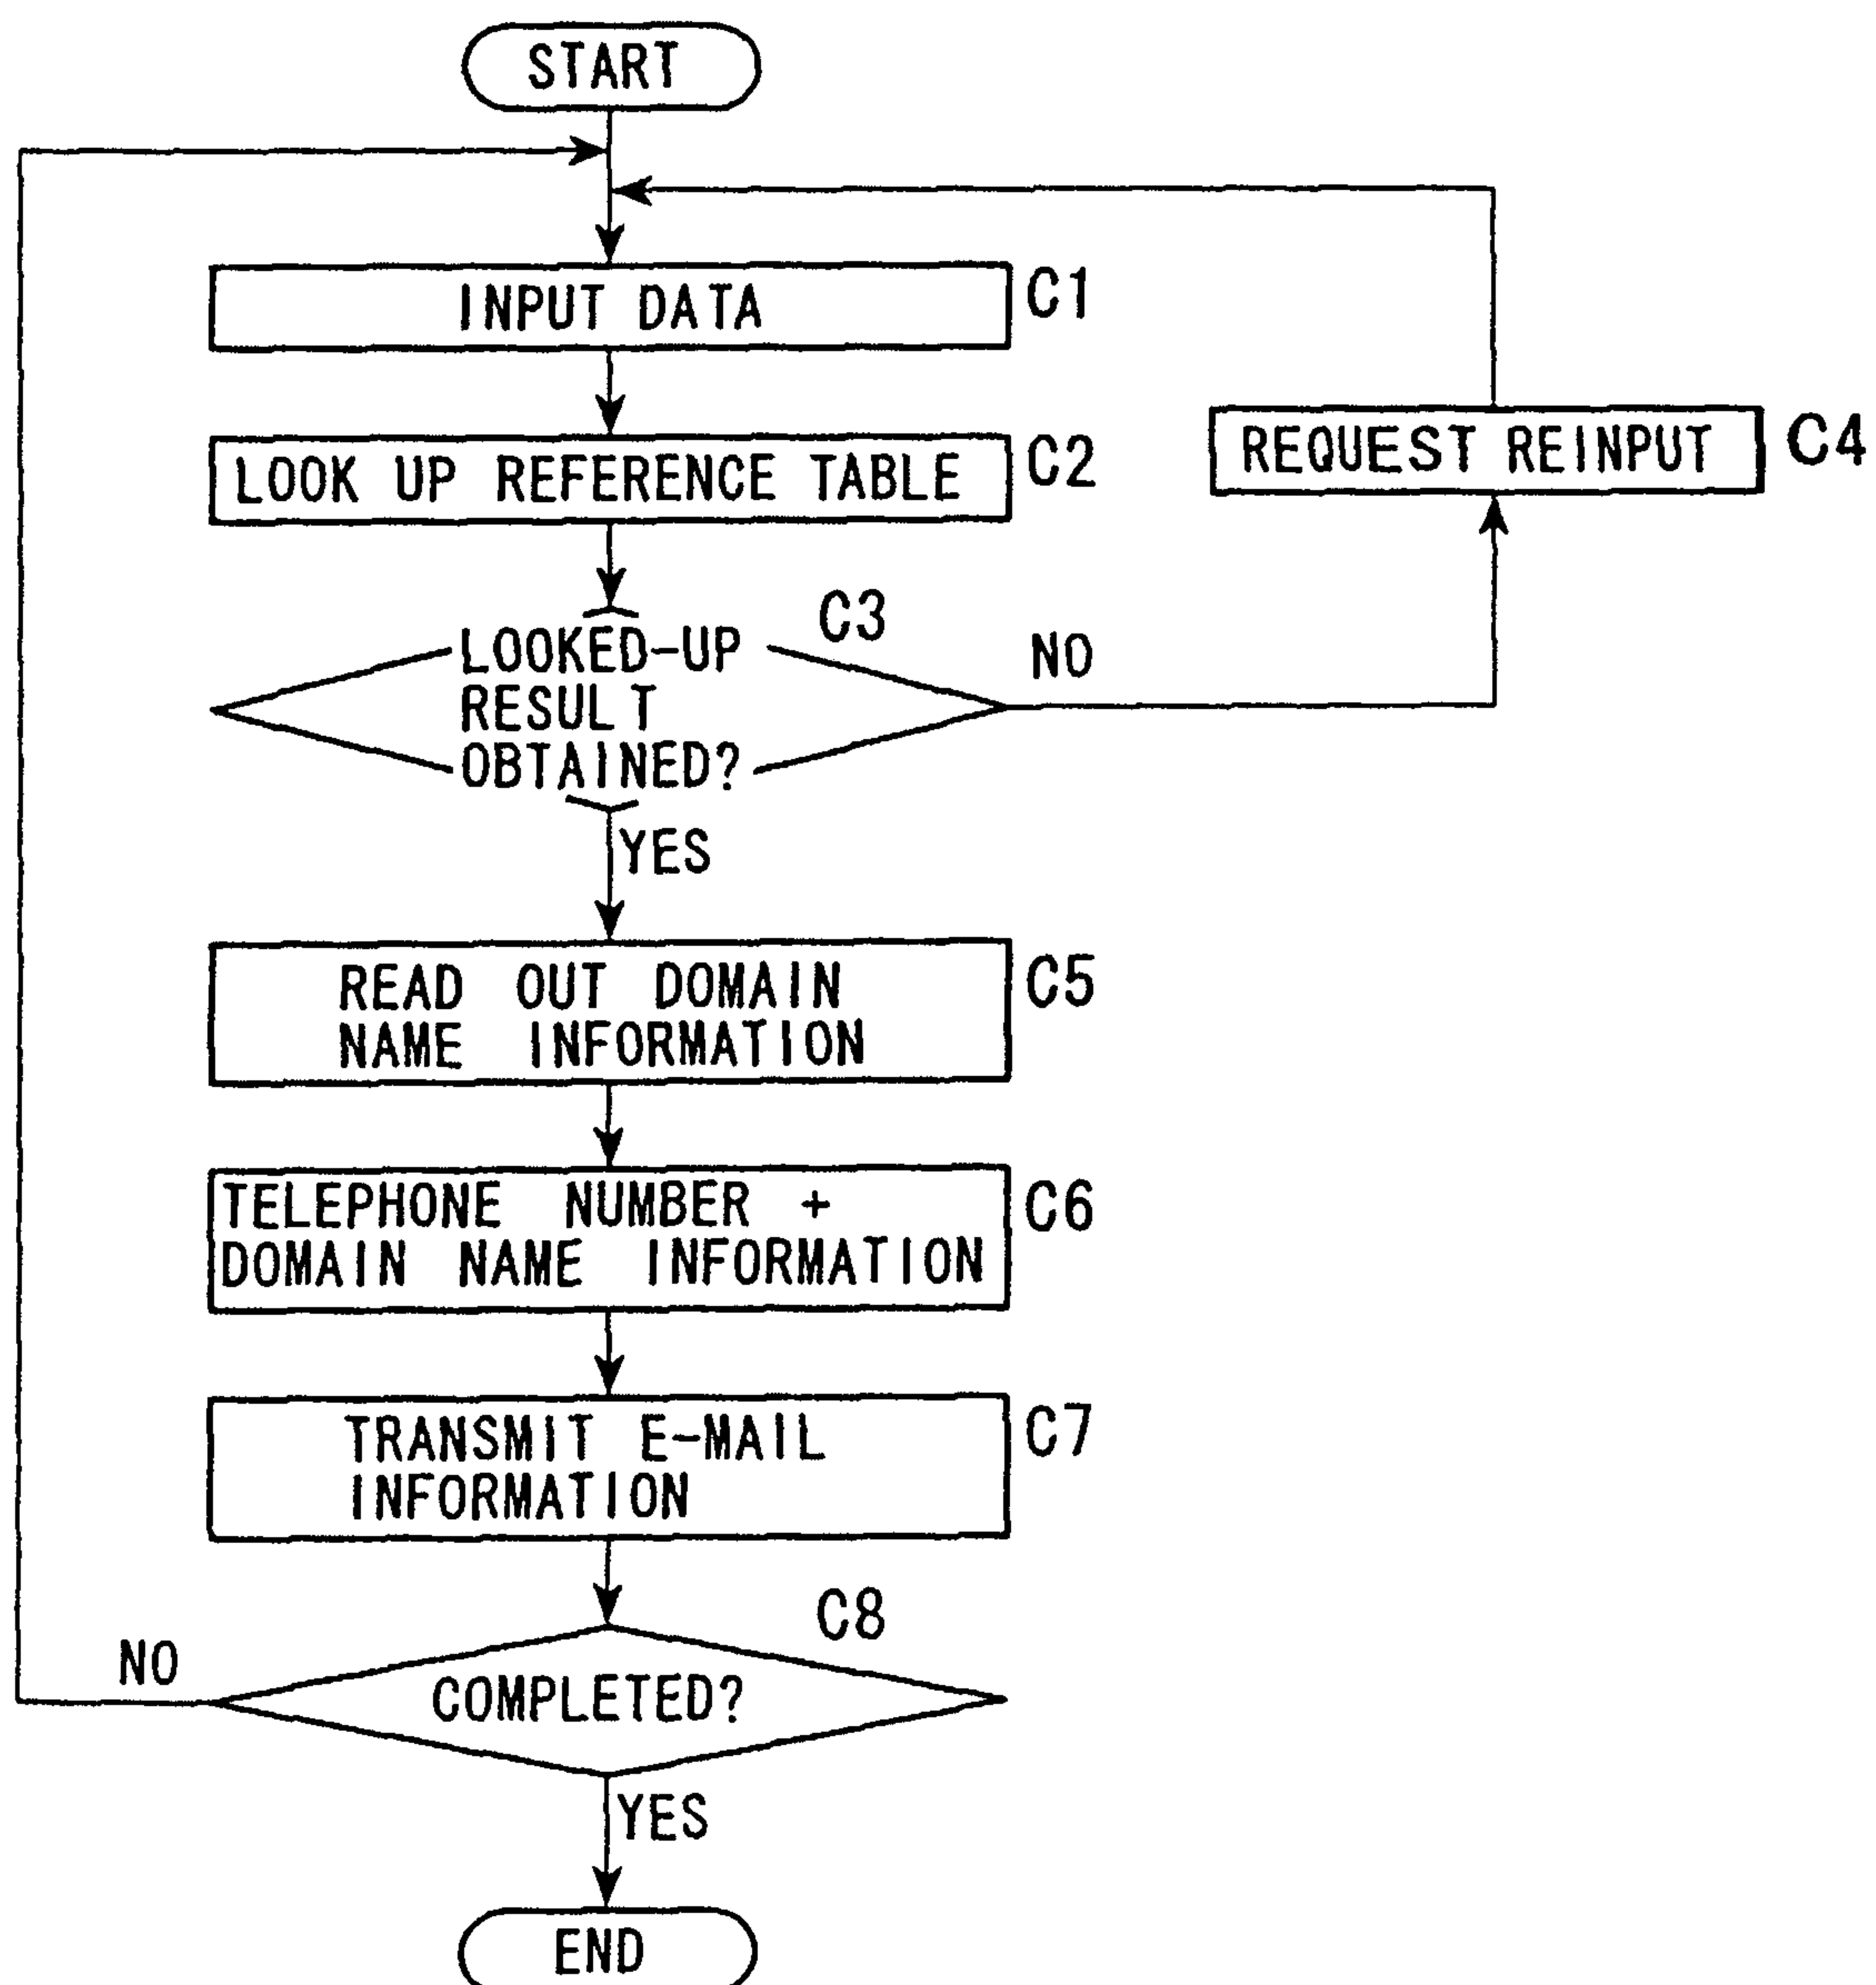 START
INPUT DATA
C1
LOOK UP REFERENCE TABLE
C2
REQUEST REINPUT
C4
C3
LOOKED-UP
RESULT
OBTAINED?
NO
YES
READ OUT DOMAIN
NAME INFORMATION
C5
TELEPHONE NUMBER +
DOMAIN NAME INFORMATION
C6
TRANSMIT E-MAIL
INFORMATION
C7
C8
NO
COMPLETED?
YES
END